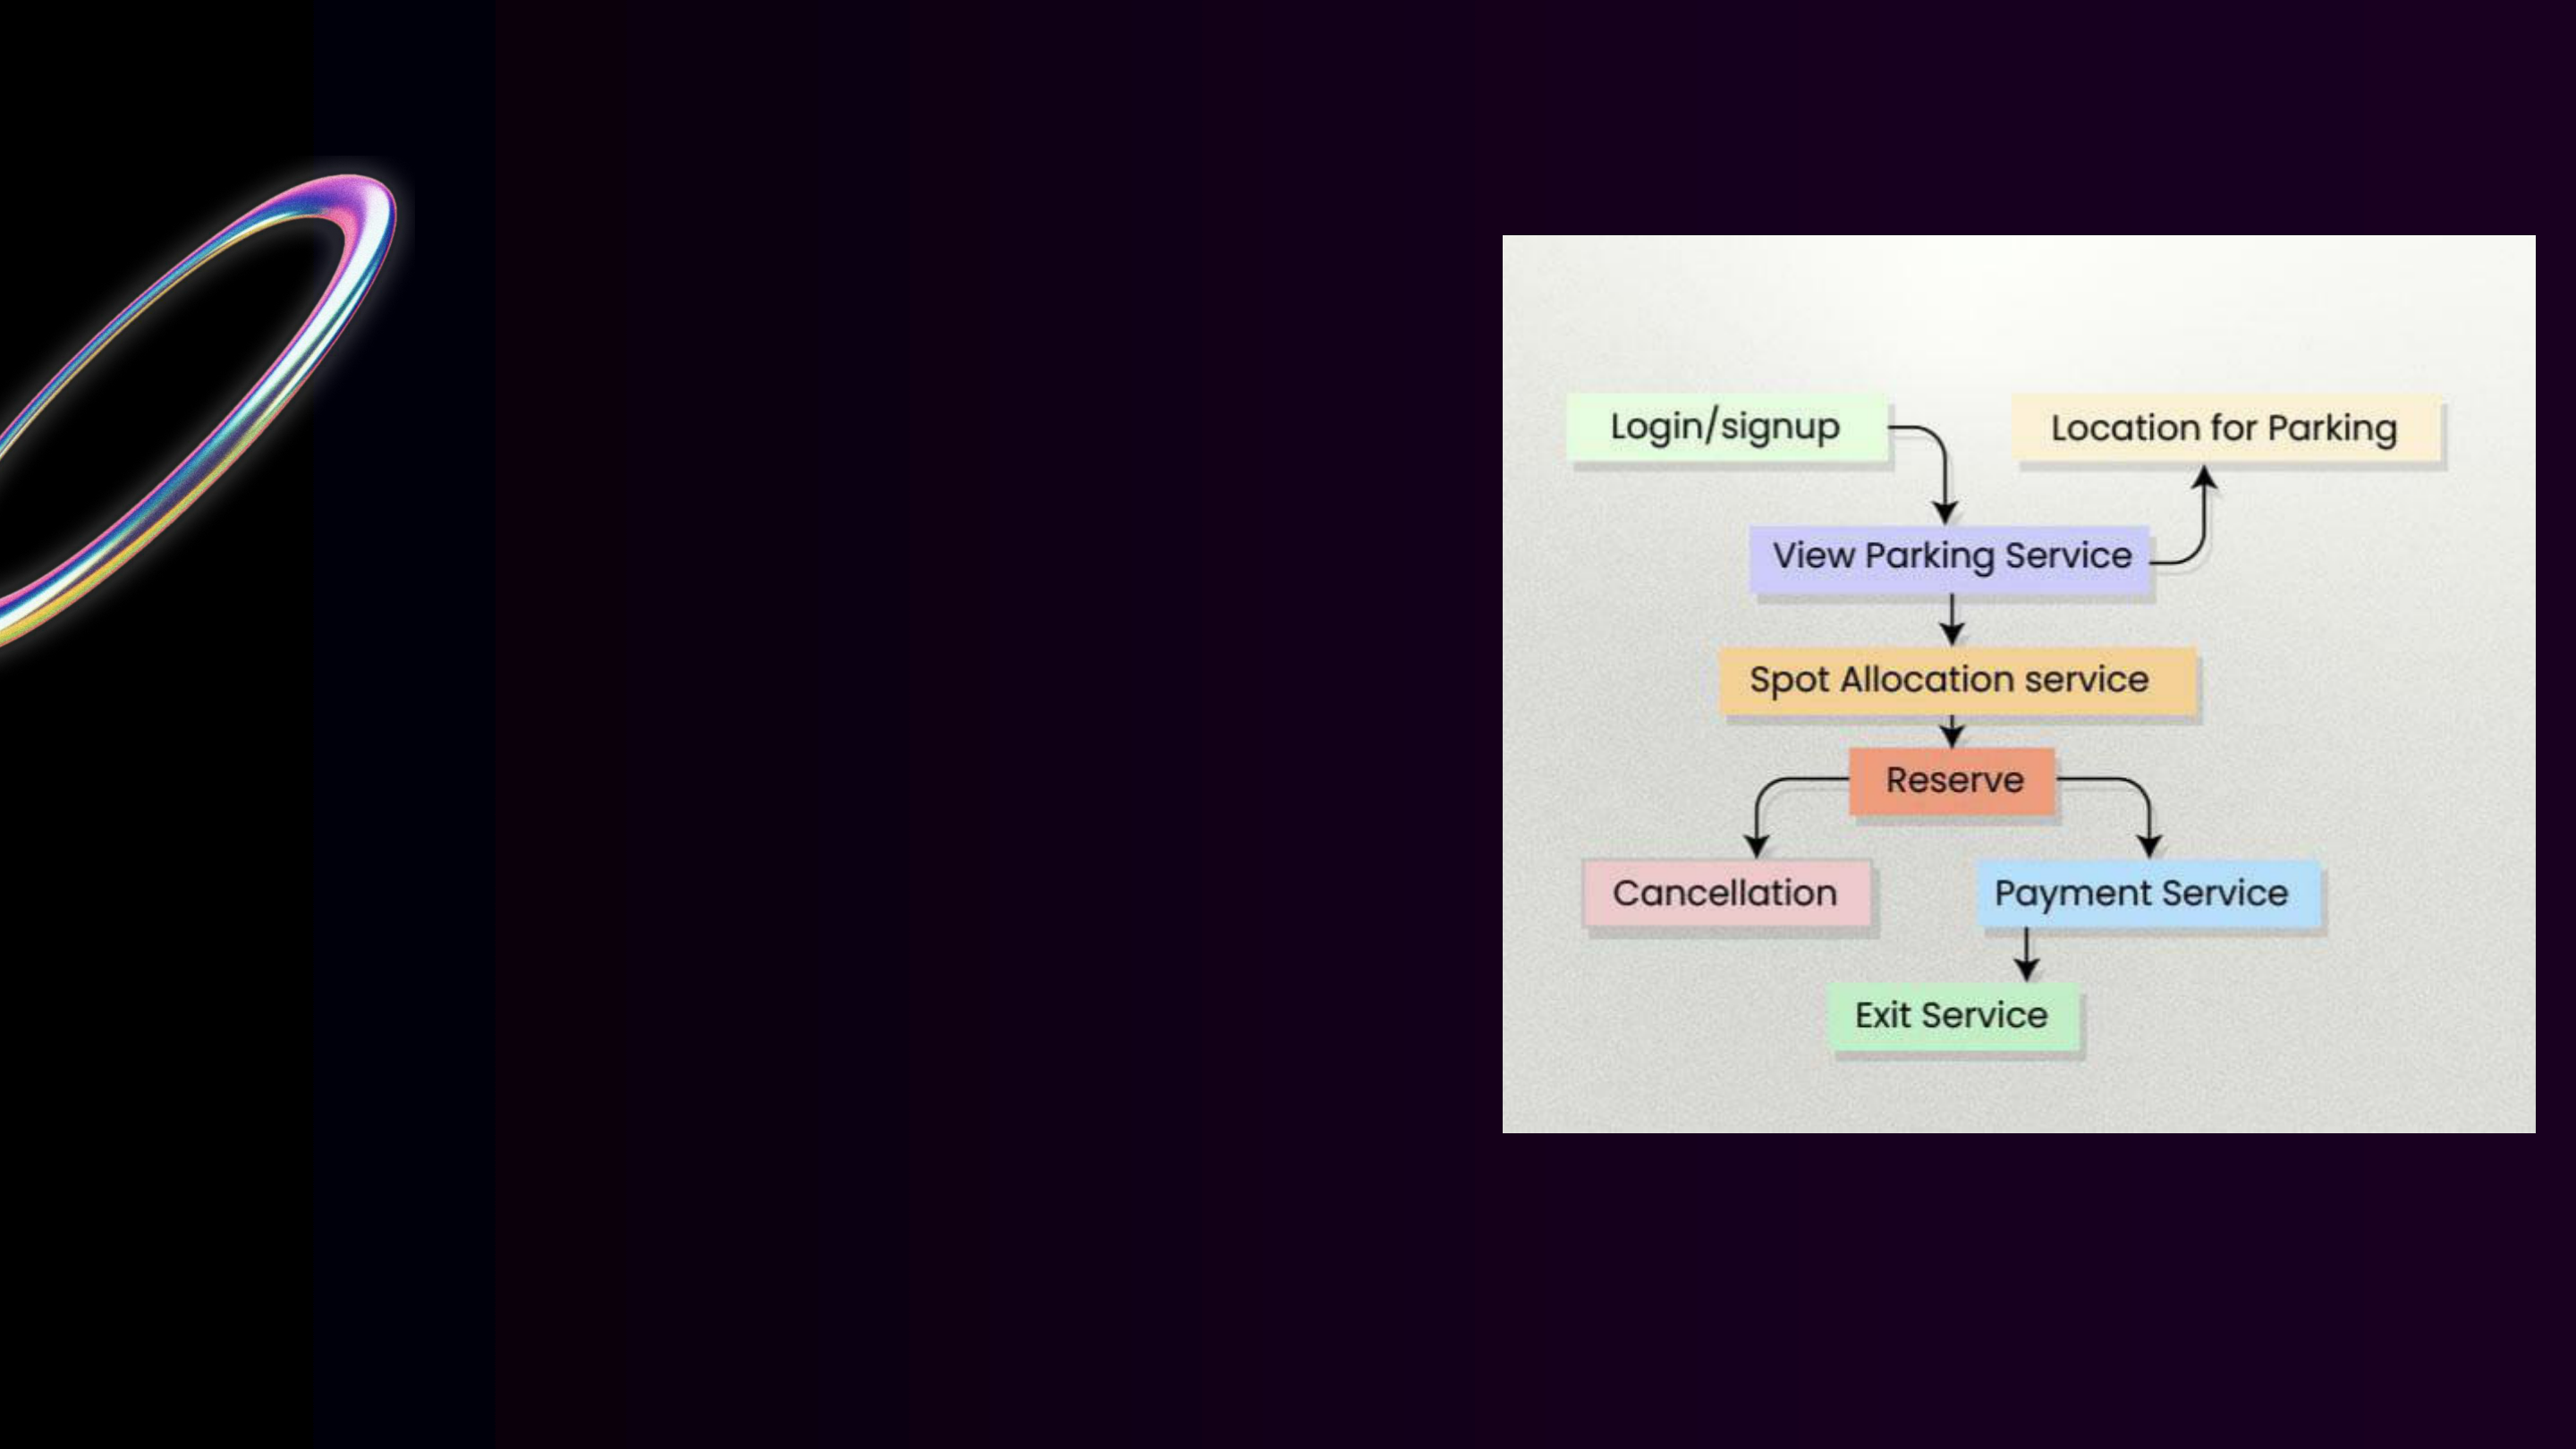 Login/signup
Location for Parking
View Parking Service
Spot Allocation service
Reserve
Cancellation
Payment Service
Exit Service